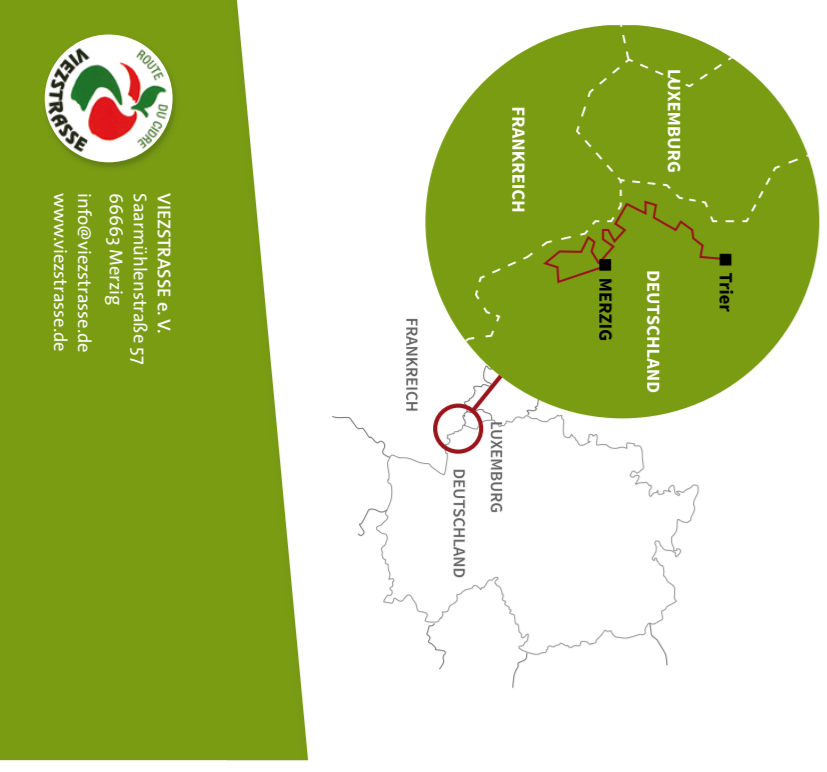 LUXEMBURG
FRANKREICH
Trier
DEUTSCHLAND
MERZIG
LUXEMBURG
FRANKREICH
DEUTSCHLAND
ROUTE DU CIDRE
VIEZSTRASSE
VIEZSTRASSE e. V.
Saarmühlenstraße 57
66663 Merzig
info@viezstrasse.de
www.viezstrasse.de